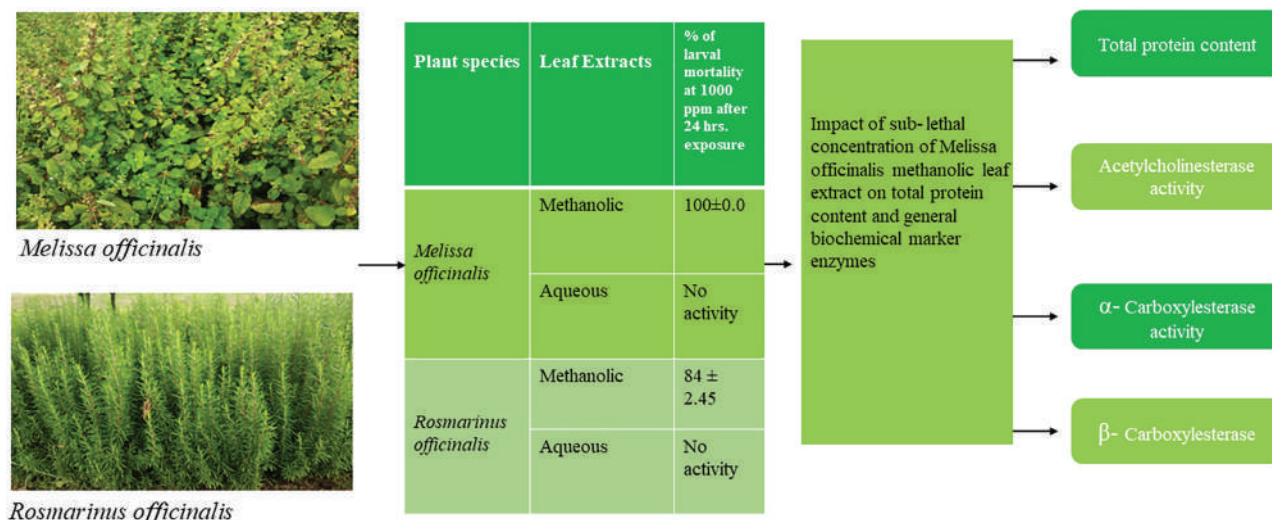 Melissa officinalis
Rosmarinus officinalis
Plant species
Leaf Extracts
% of
larval
mortality
at 1000
ppm after
24 hrs.
exposure
Melissa
officinalis
Methanolic
100±0.0
Aqueous
No
activity
Rosmarinus
officinalis
Methanolic
84 ±
2.45
Aqueous
No
activity
Impact of sub- lethal
concentration of Melissa
officinalis methanolic leaf
extract on total protein
content and general
biochemical marker
enzymes
Total protein content
Acetylcholinesterase
activity
α- Carboxylesterase
activity
β- Carboxylesterase